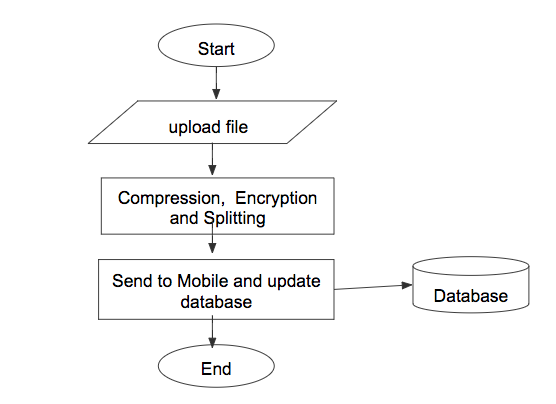 Start
upload file
Compression, Encryption
and Splitting
Send to Mobile and update
database
Database
End